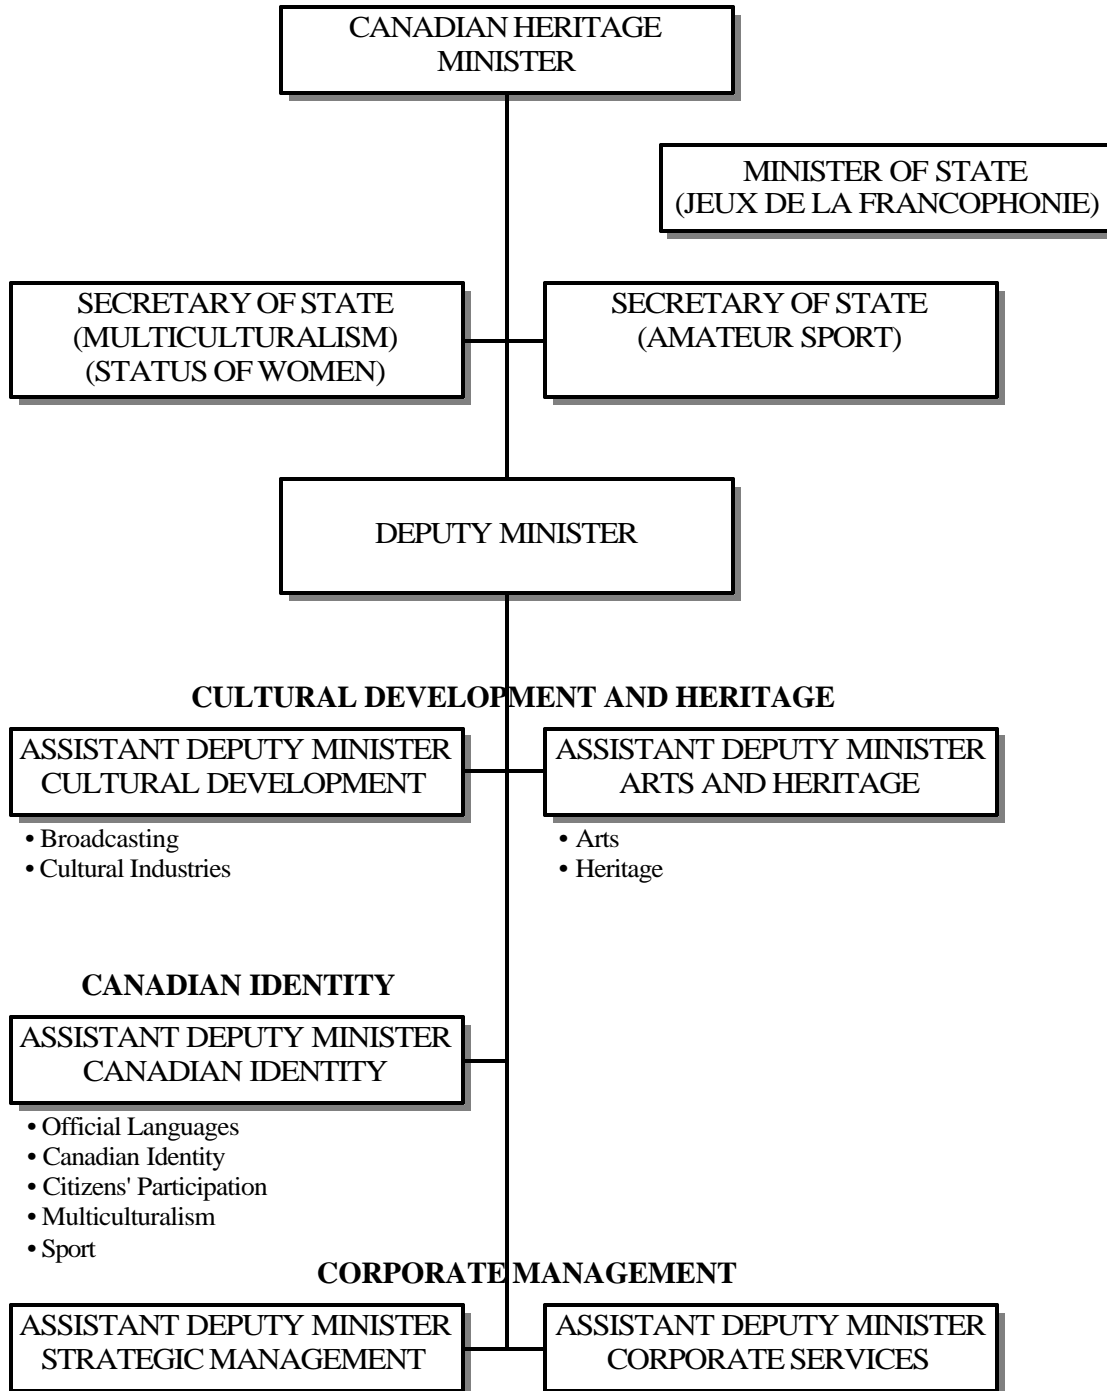 CANADIAN HERITAGE
MINISTER
MINISTER OF STATE
(JEUX DE LA FRANCOPHONIE)
SECRETARY OF STATE
(MULTICULTURALISM)
(STATUS OF WOMEN)
SECRETARY OF STATE
(AMATEUR SPORT)
DEPUTY MINISTER
CULTURAL DEVELOPMENT AND HERITAGE
ASSISTANT DEPUTY MINISTER
CULTURAL DEVELOPMENT
• Broadcasting
• Cultural Industries
ASSISTANT DEPUTY MINISTER
ARTS AND HERITAGE
• Arts
• Heritage
CANADIAN IDENTITY
ASSISTANT DEPUTY MINISTER
CANADIAN IDENTITY
• Official Languages
• Canadian Identity
• Citizens' Participation
• Multiculturalism
• Sport
CORPORATE MANAGEMENT
ASSISTANT DEPUTY MINISTER
STRATEGIC MANAGEMENT
ASSISTANT DEPUTY MINISTER
CORPORATE SERVICES